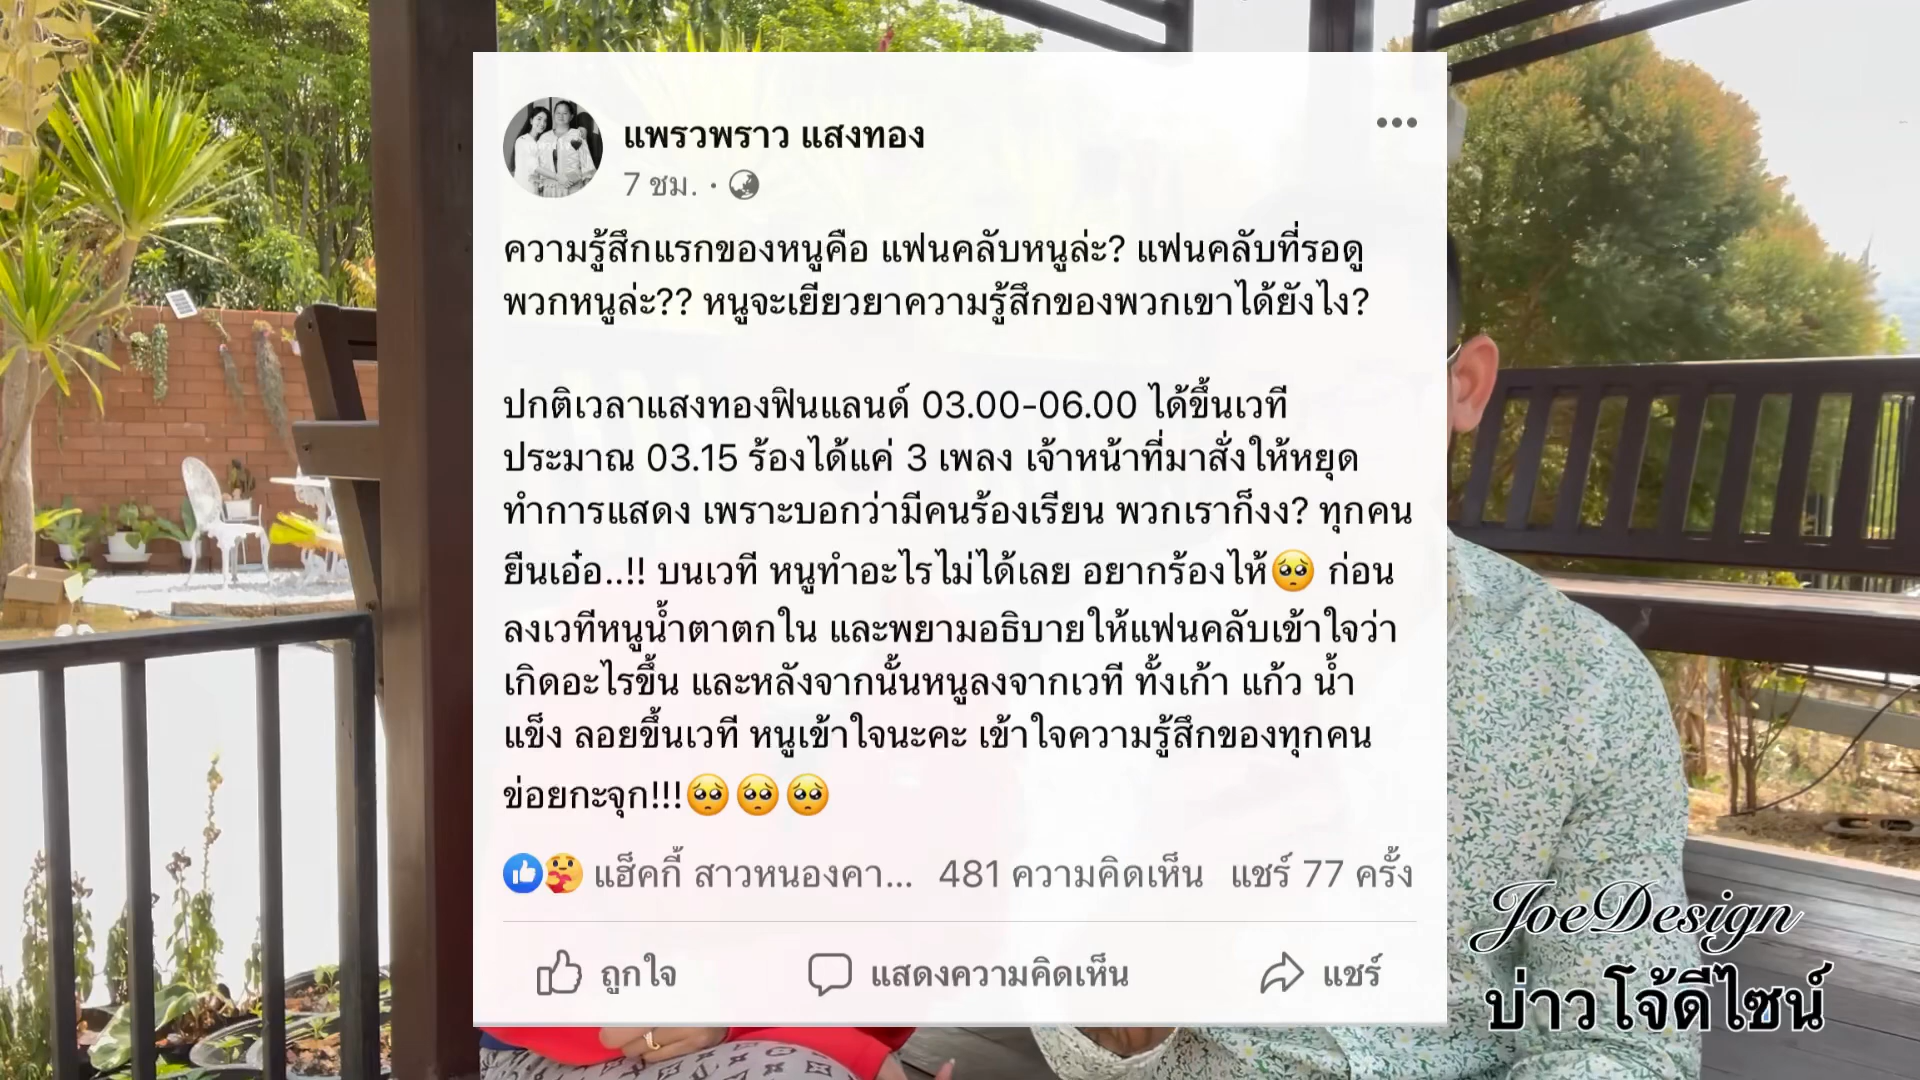 แพรวพราว แสงทอง
7 ชม. ·
ความรู้สึกแรกของหนูคือ แฟนคลับหนูล่ะ? แฟนคลับที่รอดู
พวกหนูล่ะ?? หนูจะเยียวยาความรู้สึกของพวกเขาได้ยังไง?
ปกติเวลาแสงทองฟินแลนด์ 03.00-06.00 ได้ขึ้นเวที
ประมาณ 03.15 ร้องได้แค่ 3 เพลง เจ้าหน้าที่มาสั่งให้หยุด
ทำการแสดง เพราะบอกว่ามีคนร้องเรียน พวกเราก็งง? ทุกคน
ยืนเอ๋อ..!! บนเวที หนูทำอะไรไม่ได้เลย อยากร้องไห้🥺 ก่อน
ลงเวทีหนูน้ำตาตกใน และพยามอธิบายให้แฟนคลับเข้าใจว่า
เกิดอะไรขึ้น และหลังจากนั้นหนูลงจากเวที ทั้งเก้า แก้ว น้ำ
แข็ง ลอยขึ้นเวที หนูเข้าใจนะคะ เข้าใจความรู้สึกของทุกคน
ข่อยกะจุก!!!🥺🥺🥺
แฮ็คกี้ สาวหนองคา... 481 ความคิดเห็น แชร์ 77 ครั้ง
ถูกใจ แสดงความคิดเห็น แชร์
JoeDesign
บ่าวโจ้ดีไซน์